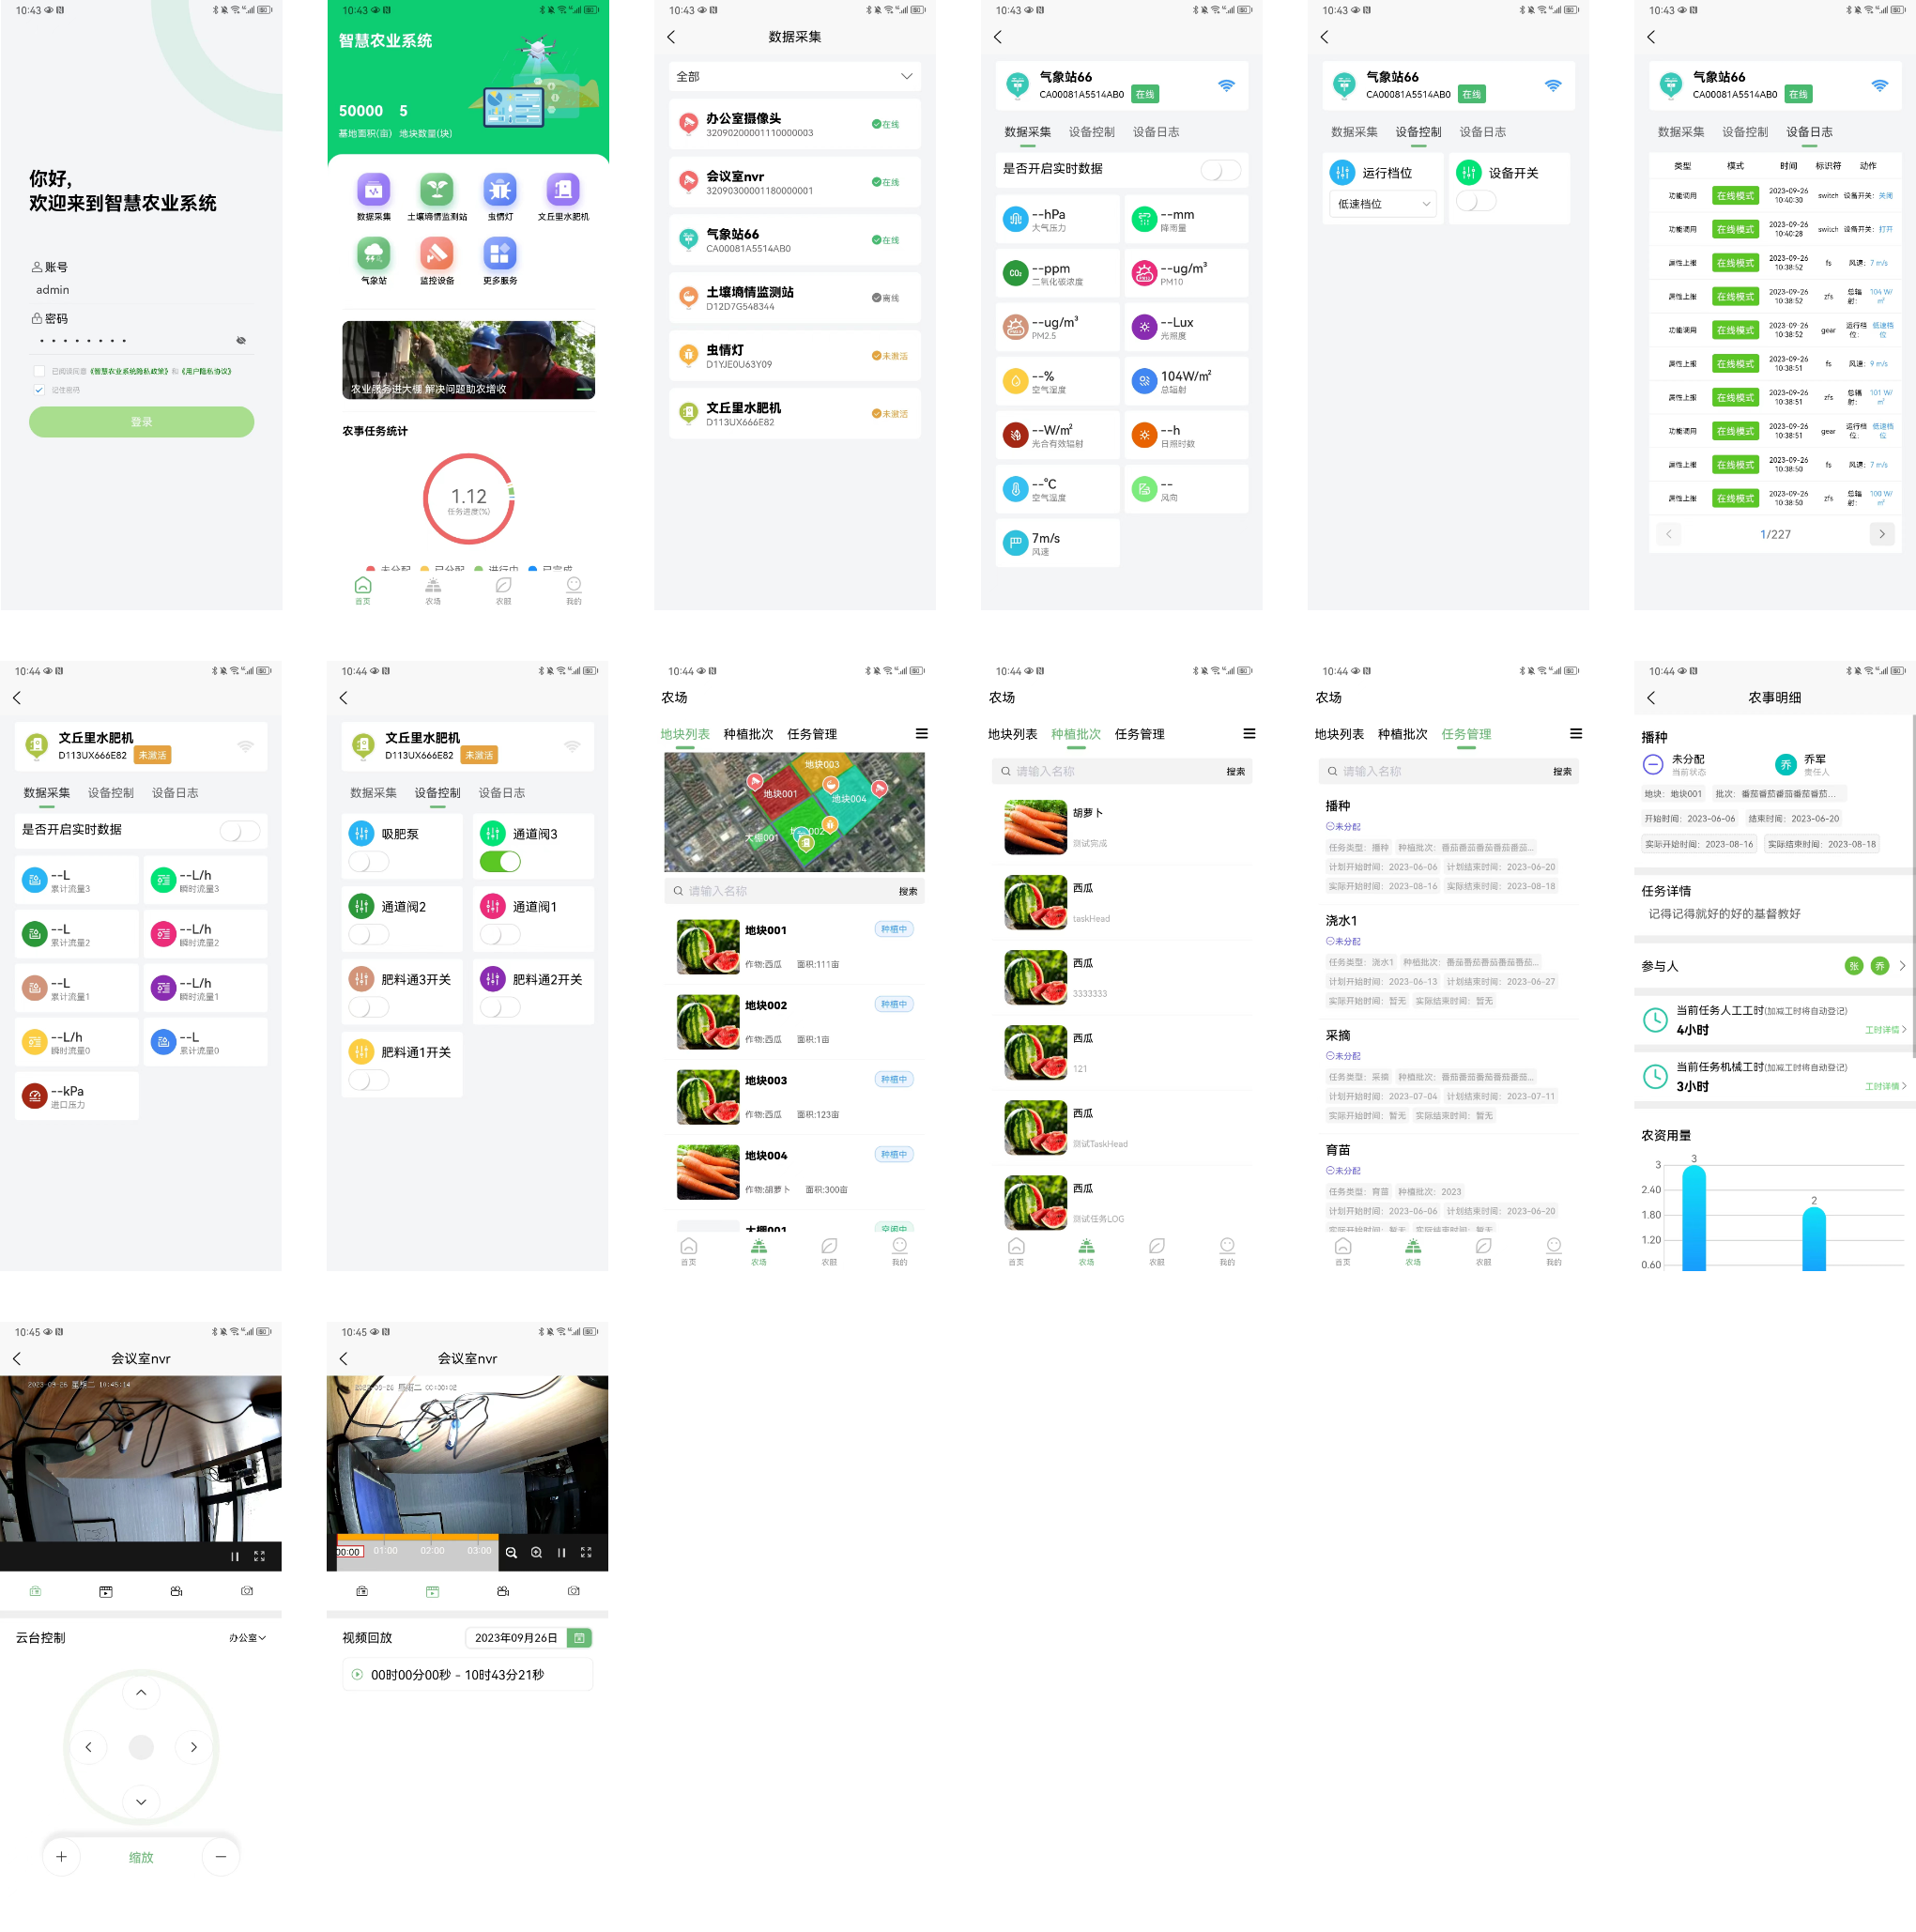 10:43
你好,
欢迎来到智慧农业系统
账号
admin
密码
已阅读同意《智慧农业系统隐私政策》和《用户隐私协议》
记住密码
登录
10:43
智慧农业系统
50000 5
基地面积(亩) 地块数量(块)
数据采集 土壤墒情监测站 虫情灯 文丘里水肥机
气象站 监控设备 更多服务
农业服务进大棚 解决问题助农增收
农事任务统计
1.12
任务进度(%)
未分配 已分配 进行中 已完成
首页 农场 农服 我的
10:43
数据采集
全部
办公室摄像头
32090200001110000003
在线
会议室nvr
32090300001180000001
在线
气象站66
CA00081A5514AB0
在线
土壤墒情监测站
D12D7G548344
离线
虫情灯
D1YJE0U63Y09
未激活
文丘里水肥机
D113UX666E82
未激活
10:43
气象站66
CA00081A5514AB0 在线
数据采集 设备控制 设备日志
是否开启实时数据
--hPa
大气压力
--mm
降雨量
--ppm
二氧化碳浓度
--ug/m³
PM10
--ug/m³
PM2.5
--Lux
光照度
--%
空气湿度
104W/㎡
总辐射
--W/㎡
光合有效辐射
--h
日照时数
--℃
空气温度
--
风向
7m/s
风速
10:43
气象站66
CA00081A5514AB0 在线
数据采集 设备控制 设备日志
运行档位
低速档位
设备开关
10:43
气象站66
CA00081A5514AB0 在线
数据采集 设备控制 设备日志
类型 模式 时间 标识符 动作
功能调用 在线模式 2023-09-26 10:40:30 switch 设备开关: 关闭
功能调用 在线模式 2023-09-26 10:40:28 switch 设备开关: 打开
属性上报 在线模式 2023-09-26 10:38:52 fs 风速: 7 m/s
属性上报 在线模式 2023-09-26 10:38:52 zfs 总辐射: 104 W/㎡
功能调用 在线模式 2023-09-26 10:38:52 gear 运行档位: 低速档位
属性上报 在线模式 2023-09-26 10:38:51 fs 风速: 9 m/s
属性上报 在线模式 2023-09-26 10:38:51 zfs 总辐射: 101 W/㎡
功能调用 在线模式 2023-09-26 10:38:51 gear 运行档位: 低速档位
属性上报 在线模式 2023-09-26 10:38:50 fs 风速: 7 m/s
属性上报 在线模式 2023-09-26 10:38:50 zfs 总辐射: 100 W/㎡
1/227
10:44
文丘里水肥机
D113UX666E82 未激活
数据采集 设备控制 设备日志
是否开启实时数据
--L
累计流量3
--L/h
瞬时流量3
--L
累计流量2
--L/h
瞬时流量2
--L
累计流量1
--L/h
瞬时流量1
--L/h
瞬时流量0
--L
累计流量0
--kPa
进口压力
10:44
文丘里水肥机
D113UX666E82 未激活
数据采集 设备控制 设备日志
吸肥泵
通道阀3
通道阀2
通道阀1
肥料通3开关
肥料通2开关
肥料通1开关
10:44
农场
地块列表 种植批次 任务管理
地块003
地块001
地块004
大棚001
002
请输入名称 搜索
地块001 种植中
作物:西瓜 面积:111亩
地块002 种植中
作物:西瓜 面积:1亩
地块003 种植中
作物:西瓜 面积:123亩
地块004 种植中
作物:胡萝卜 面积:300亩
大棚001 空闲中
首页 农场 农服 我的
10:44
农场
地块列表 种植批次 任务管理
请输入名称 搜索
胡萝卜
测试完成
西瓜
taskHead
西瓜
3333333
西瓜
121
西瓜
测试TaskHead
西瓜
测试任务LOG
首页 农场 农服 我的
10:44
农场
地块列表 种植批次 任务管理
请输入名称 搜索
播种
未分配
任务类型: 播种 种植批次: 番茄番茄番茄番茄番茄...
计划开始时间: 2023-06-06 计划结束时间: 2023-06-20
实际开始时间: 2023-08-16 实际结束时间: 2023-08-18
浇水1
未分配
任务类型: 浇水1 种植批次: 番茄番茄番茄番茄番茄...
计划开始时间: 2023-06-13 计划结束时间: 2023-06-27
实际开始时间: 暂无 实际结束时间: 暂无
采摘
未分配
任务类型: 采摘 种植批次: 番茄番茄番茄番茄番茄...
计划开始时间: 2023-07-04 计划结束时间: 2023-07-11
实际开始时间: 暂无 实际结束时间: 暂无
育苗
未分配
任务类型: 育苗 种植批次: 2023
计划开始时间: 2023-06-06 计划结束时间: 2023-06-20
实际开始时间: 暂无 实际结束时间: 暂无
首页 农场 农服 我的
10:44
农事明细
播种
未分配
当前状态
乔 乔军
责任人
地块: 地块001 批次: 番茄番茄番茄番茄番茄...
开始时间: 2023-06-06 结束时间: 2023-06-20
实际开始时间: 2023-08-16 实际结束时间: 2023-08-18
任务详情
记得记得就好的好的基督教好
参与人 张 乔
当前任务人工工时(加减工时将自动登记)
4小时 工时详情
当前任务机械工时(加减工时将自动登记)
3小时 工时详情
农资用量
3
3
2.40
2
1.80
1.20
0.60
10:45
会议室nvr
2023-09-26 星期二 10:45:14
云台控制 办公室
缩放
10:45
会议室nvr
2023-09-26 星期二 00:00:02
00:00 01:00 02:00 03:00
视频回放 2023年09月26日
00时00分00秒 - 10时43分21秒